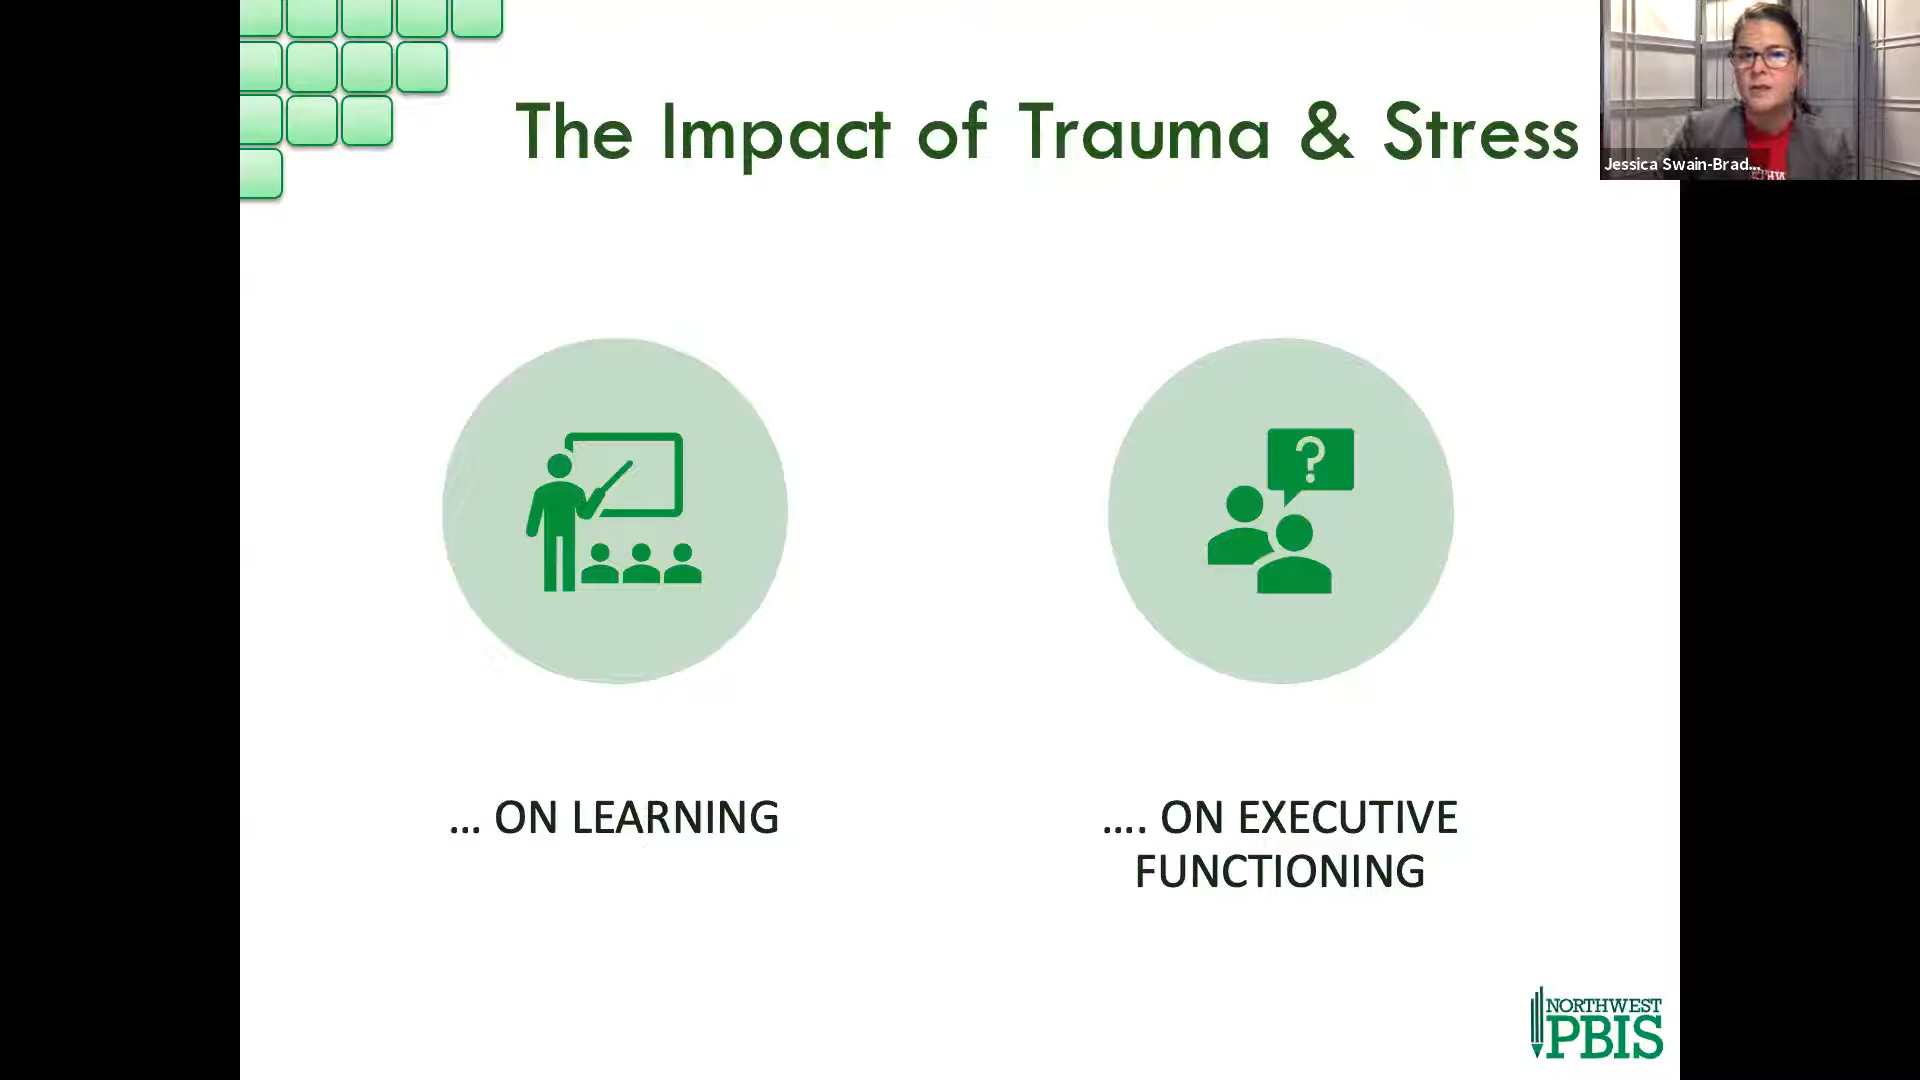 The Impact of Trauma & Stress
Jessica Swain-Brad...
?
... ON LEARNING
.... ON EXECUTIVE
FUNCTIONING
NORTHWEST
PBIS